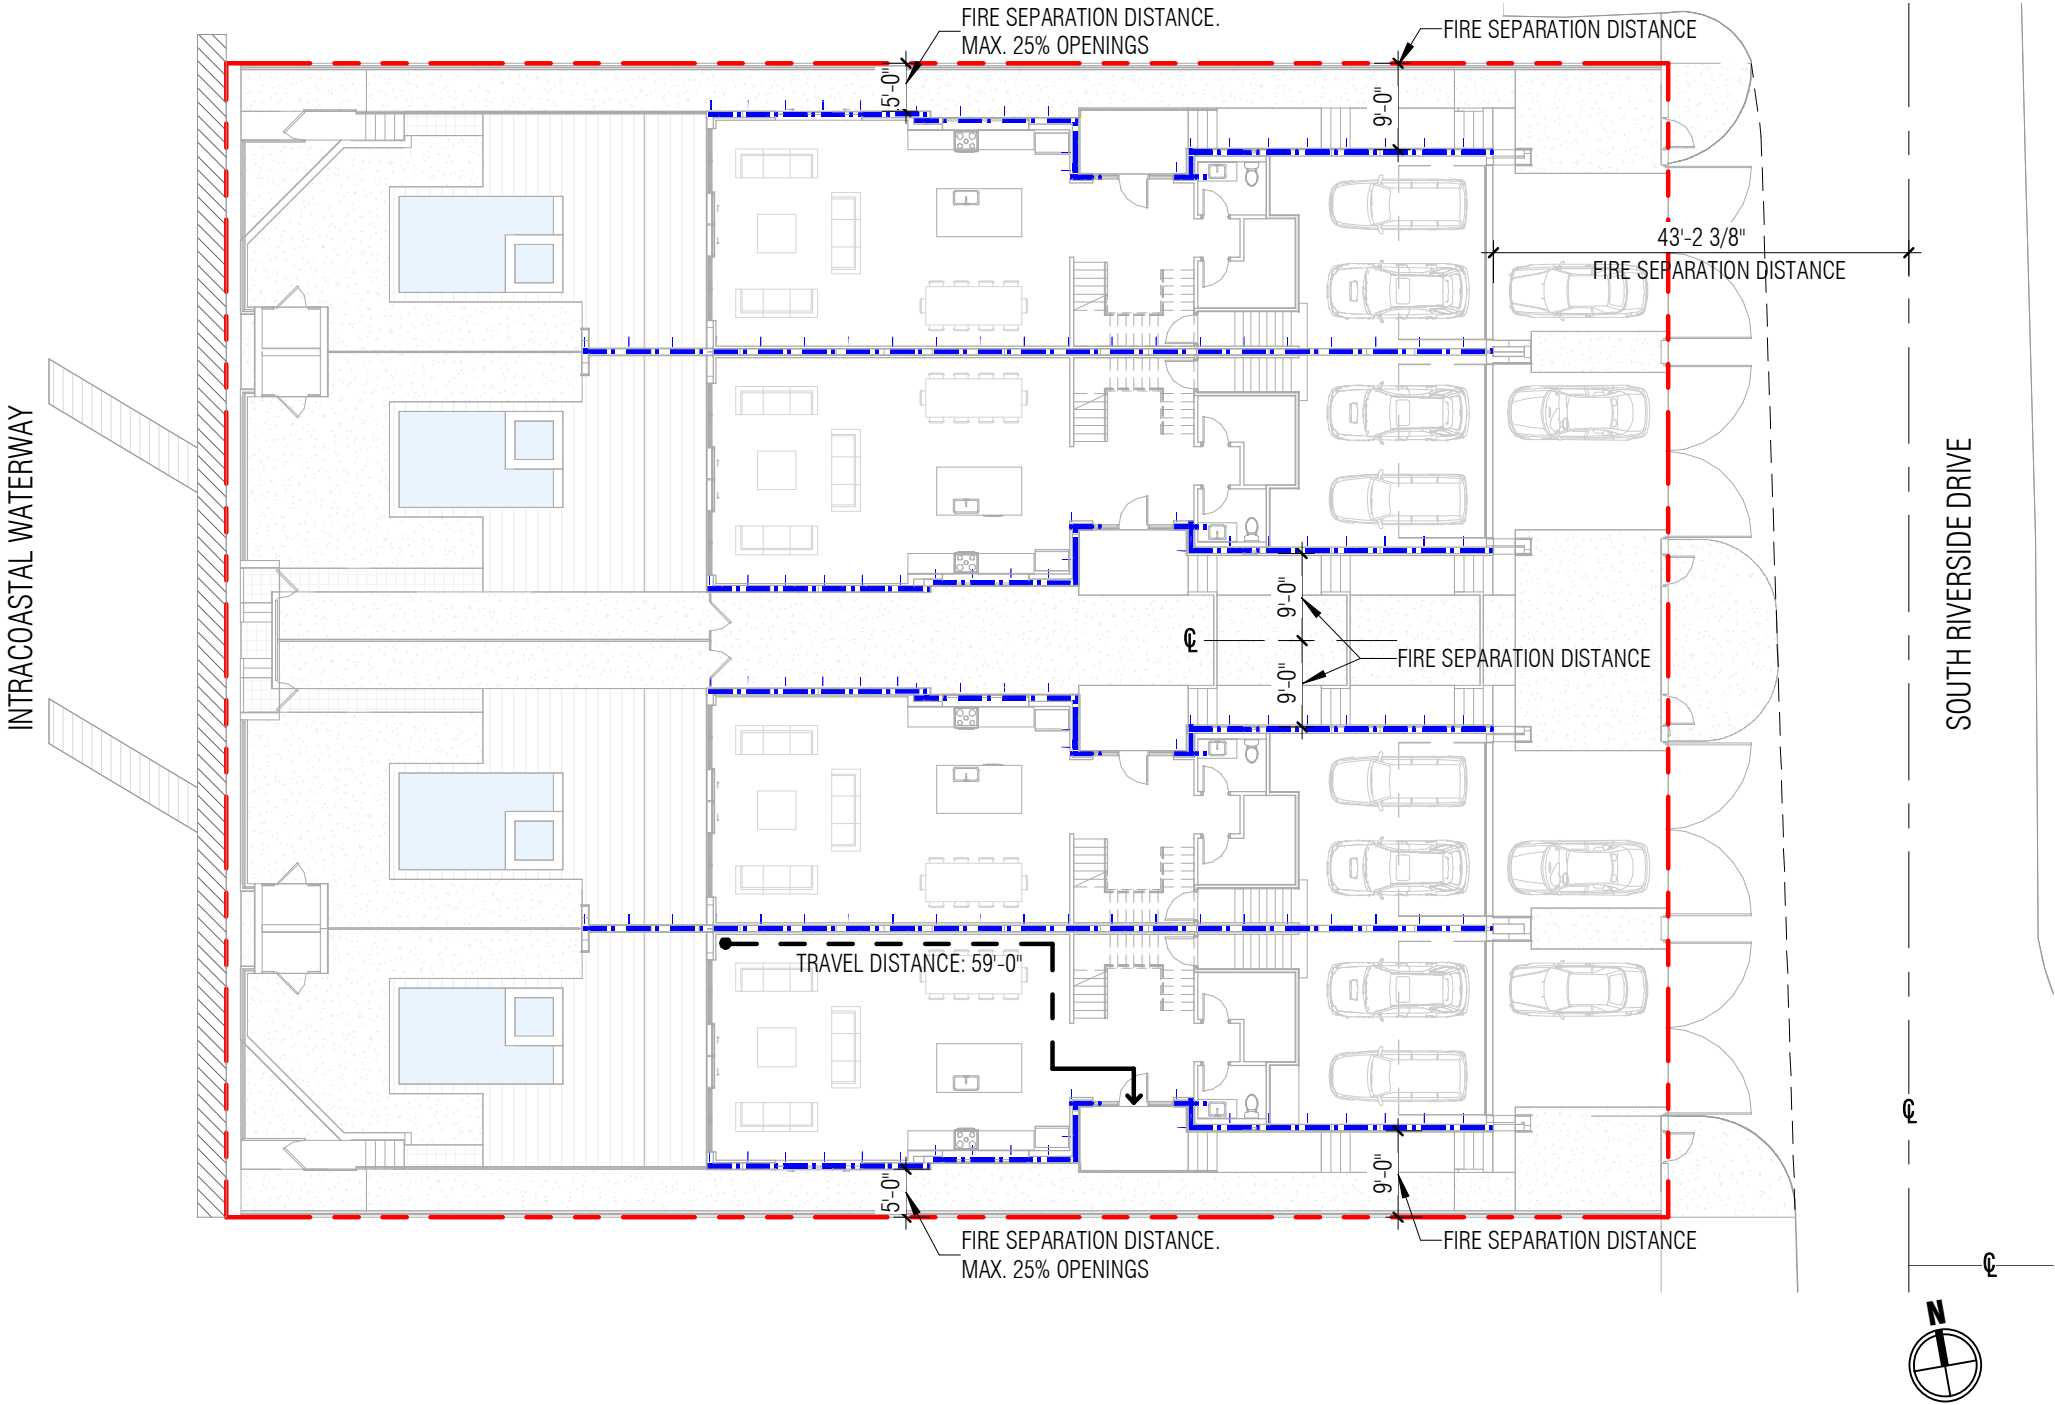 FIRE SEPARATION DISTANCE.
MAX. 25% OPENINGS
FIRE SEPARATION DISTANCE
5'-0"
9'-0"
43'-2 3/8"
FIRE SEPARATION DISTANCE
INTRACOASTAL WATERWAY
SOUTH RIVERSIDE DRIVE
9'-0"
℄
FIRE SEPARATION DISTANCE
9'-0"
TRAVEL DISTANCE: 59'-0"
℄
5'-0"
9'-0"
FIRE SEPARATION DISTANCE.
MAX. 25% OPENINGS
FIRE SEPARATION DISTANCE
℄
N